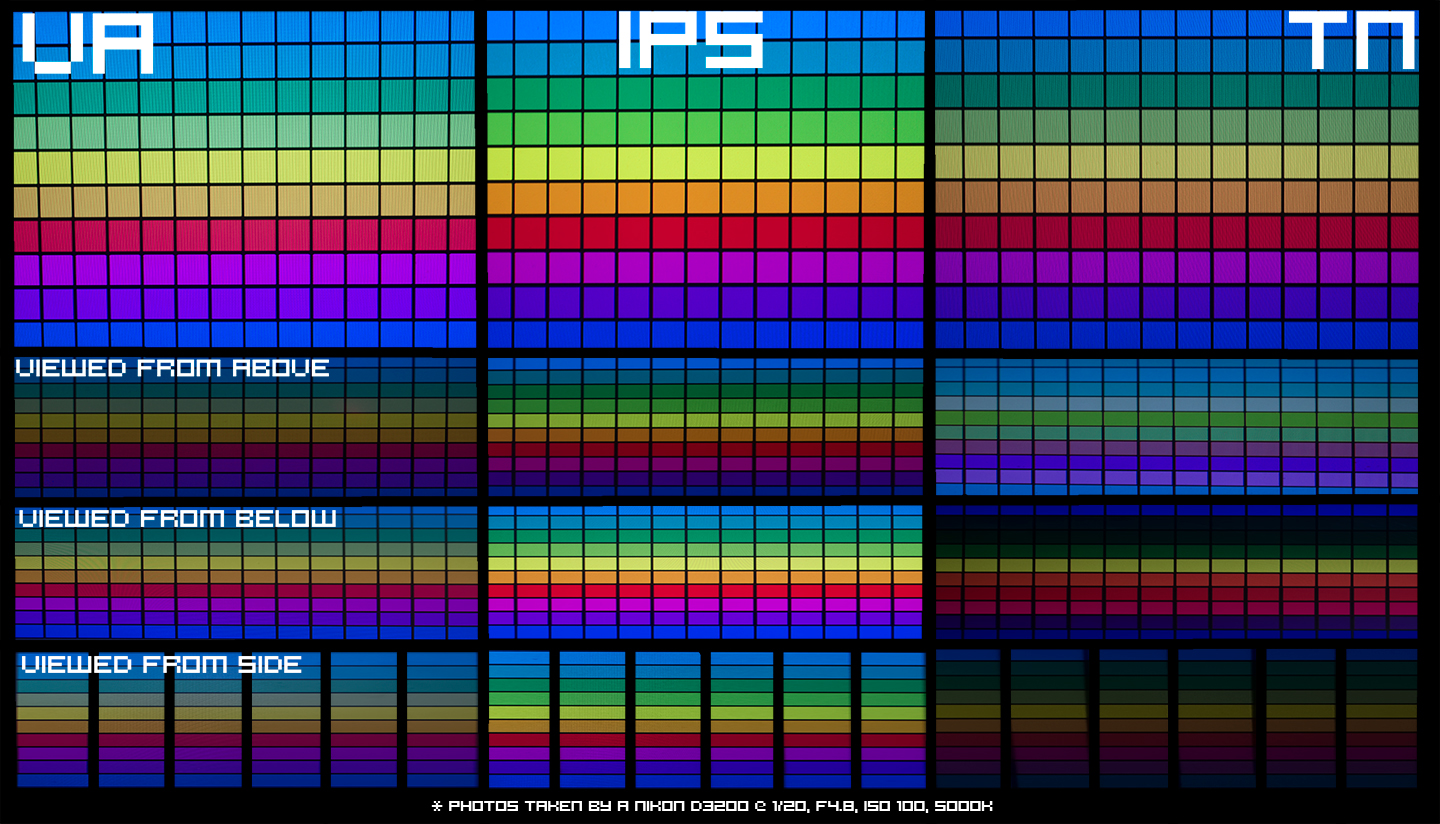 VA
IPS
TN
VIEWED FROM ABOVE
VIEWED FROM BELOW
VIEWED FROM SIDE
* PHOTOS TAKEN BY A NIKON D3200 @ 1/20, F4.8, ISO 100, 5000K